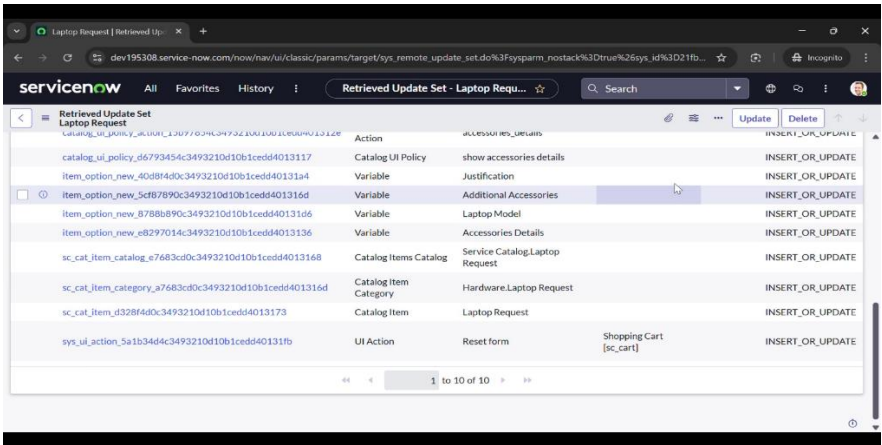 Laptop Request | Retrieved Upd
dev195308.service-now.com/now/nav/ui/classic/params/target/sys_remote_update_set.do%3Fsysparm_nostack%3Dtrue%26sys_id%3D21fb...
Incognito
servicenow All Favorites History Retrieved Update Set - Laptop Requ... Search
Retrieved Update Set
Laptop Request
Update Delete
Action accessories_details INSERT_OR_UPDATE
catalog_ui_policy_d6793454c3493210d10b1cedd4013117 Catalog UI Policy show accessories details INSERT_OR_UPDATE
item_option_new_40d8f4d0c3493210d10b1cedd40131a4 Variable Justification INSERT_OR_UPDATE
item_option_new_5cf87890c3493210d10b1cedd401316d Variable Additional Accessories INSERT_OR_UPDATE
item_option_new_8788b890c3493210d10b1cedd40131d6 Variable Laptop Model INSERT_OR_UPDATE
item_option_new_e8297014c3493210d10b1cedd4013136 Variable Accessories Details INSERT_OR_UPDATE
sc_cat_item_catalog_e7683cd0c3493210d10b1cedd4013168 Catalog Items Catalog Service Catalog.Laptop Request INSERT_OR_UPDATE
sc_cat_item_category_a7683cd0c3493210d10b1cedd401316d Catalog Item Category Hardware.Laptop Request INSERT_OR_UPDATE
sc_cat_item_d328f4d0c3493210d10b1cedd4013173 Catalog Item Laptop Request INSERT_OR_UPDATE
sys_ui_action_5a1b34d4c3493210d10b1cedd40131fb UI Action Reset form Shopping Cart [sc_cart] INSERT_OR_UPDATE
1 to 10 of 10